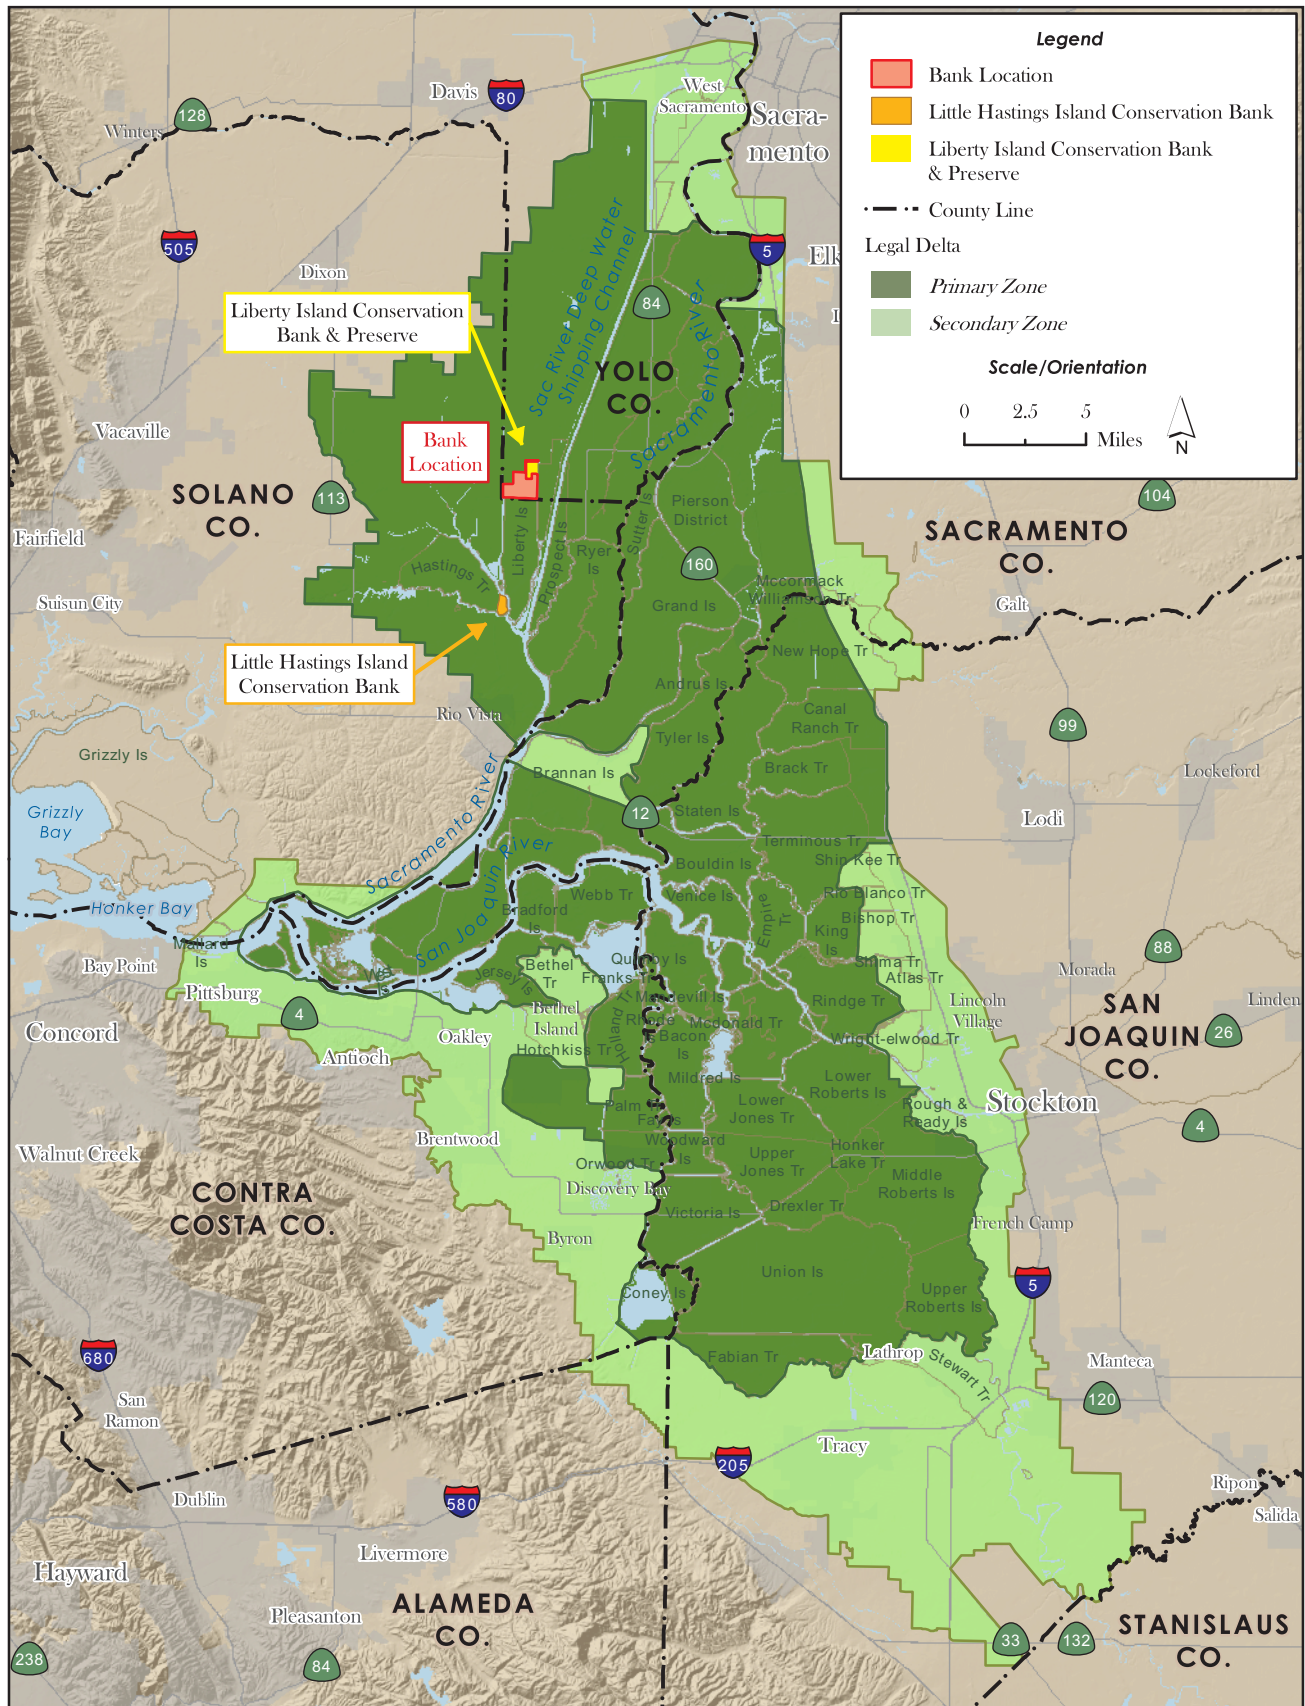 Legend
Bank Location
Little Hastings Island Conservation Bank
Liberty Island Conservation Bank
& Preserve
County Line
Legal Delta
Primary Zone
Secondary Zone
Scale/Orientation
0 2.5 5
Miles
N
Davis
80
West
Sacramento
Sacra-
mento
128
Winters
505
Dixon
5
Elk
84
Liberty Island Conservation
Bank & Preserve
Sac River Deep Water
Shipping Channel
Sacramento River
YOLO
CO.
Vacaville
Bank
Location
SOLANO
CO.
113
Pierson
District
104
SACRAMENTO
CO.
Fairfield
Liberty Is
Prospect Is
Sutter Is
Ryer
Is
160
Hastings Tr
Mccormack
Williamson Tr
Suisun City
Grand Is
Galt
Little Hastings Island
Conservation Bank
New Hope Tr
Andrus Is
Rio Vista
Canal
Ranch Tr
99
Tyler Is
Grizzly Is
Brannan Is
Brack Tr
Lockeford
Grizzly
Bay
Sacramento River
12
Staten Is
Lodi
Terminous Tr
San Joaquin River
Bouldin Is
Shin Kee Tr
Honker Bay
Webb Tr
Venice Is
Rio Blanco Tr
Bradford
Is
Empire
Tr
Bishop Tr
King
Is
Mallard
Is
88
Bay Point
Bethel
Tr
Quimby Is
Shima Tr
Morada
Jersey Is
Franks Tr
Atlas Tr
Pittsburg
Mandevill Is
Rindge Tr
Lincoln
Village
SAN
JOAQUIN
CO.
Linden
4
Bethel
Island
Holland Tr
Rhode
Is
Mcdonald Tr
Concord
Oakley
Bacon
Is
Wright-elwood Tr
26
Antioch
Hotchkiss Tr
Mildred Is
Lower
Roberts Is
Palm Tr
Lower
Jones Tr
Rough &
Ready Is
Stockton
Fay Is
4
Brentwood
Woodward
Is
Honker
Lake Tr
Walnut Creek
Orwood Tr
Upper
Jones Tr
Middle
Roberts Is
CONTRA
COSTA CO.
Discovery Bay
Victoria Is
Drexler Tr
French Camp
Byron
Union Is
5
Coney Is
Upper
Roberts Is
680
Fabian Tr
Lathrop
Stewart Tr
Manteca
San
Ramon
120
Tracy
205
Dublin
580
Ripon
Salida
Livermore
Hayward
ALAMEDA
CO.
Pleasanton
STANISLAUS
CO.
33
132
238
84